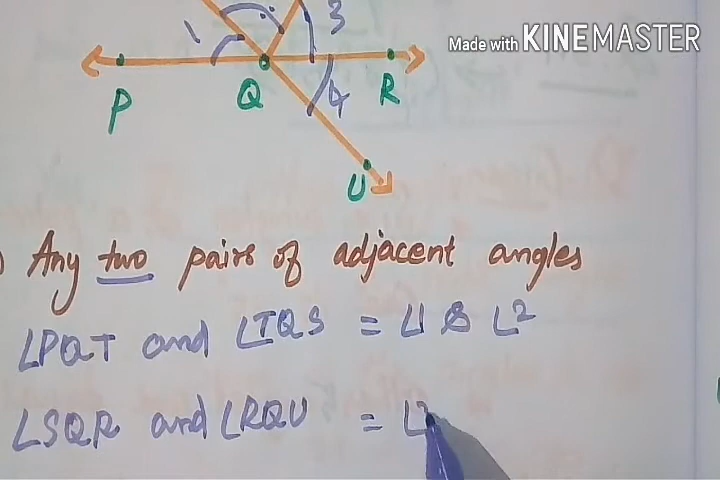 Made with KINEMASTER
1 3
P Q 4 R
U
Any two pairs of adjacent angles
∠PQT and ∠TQS = ∠1 & ∠2
∠SQR and ∠RQU = ∠